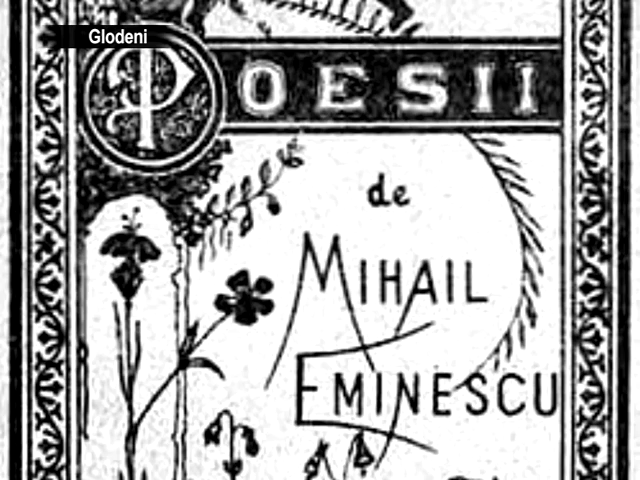 Glodeni
POESII
de
MIHAIL
EMINESCU